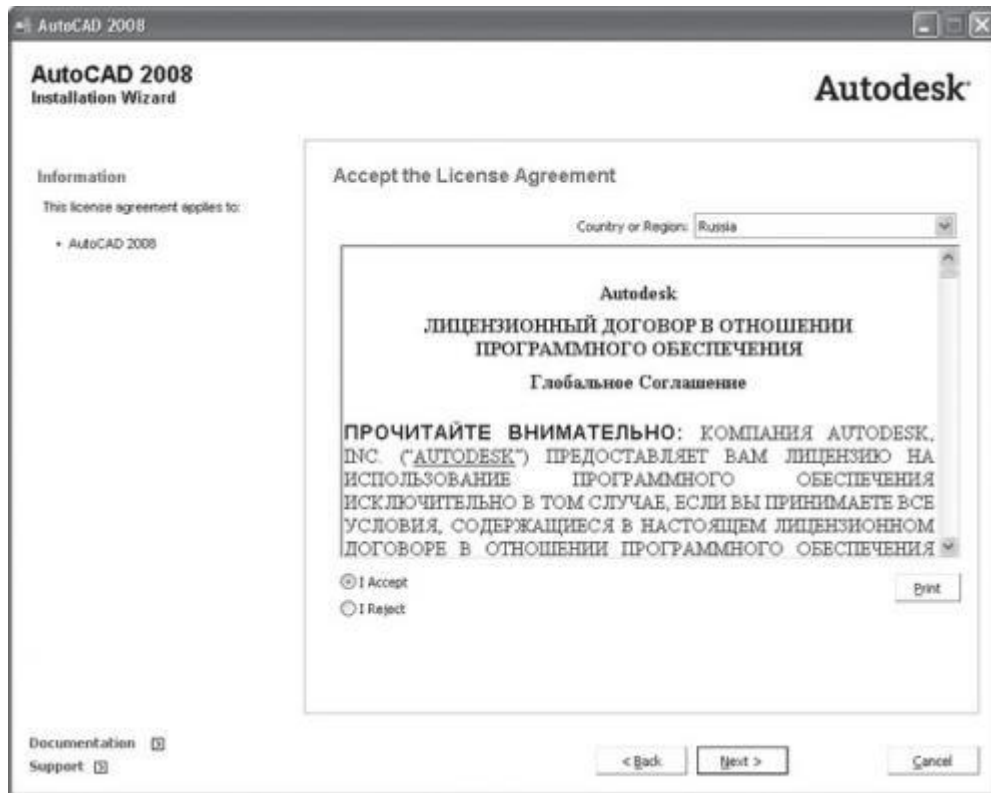 AutoCAD 2008
AutoCAD 2008
Installation Wizard
Autodesk
Information
This license agreement applies to:
• AutoCAD 2008
Accept the License Agreement
Country or Region: Russia
Autodesk
ЛИЦЕНЗИОННЫЙ ДОГОВОР В ОТНОШЕНИИ
ПРОГРАММНОГО ОБЕСПЕЧЕНИЯ
Глобальное Соглашение
ПРОЧИТАЙТЕ ВНИМАТЕЛЬНО: КОМПАНИЯ AUTODESK,
INC. ("AUTODESK") ПРЕДОСТАВЛЯЕТ ВАМ ЛИЦЕНЗИЮ НА
ИСПОЛЬЗОВАНИЕ ПРОГРАММНОГО ОБЕСПЕЧЕНИЯ
ИСКЛЮЧИТЕЛЬНО В ТОМ СЛУЧАЕ, ЕСЛИ ВЫ ПРИНИМАЕТЕ ВСЕ
УСЛОВИЯ, СОДЕРЖАЩИЕСЯ В НАСТОЯЩЕМ ЛИЦЕНЗИОННОМ
ДОГОВОРЕ В ОТНОШЕНИИ ПРОГРАММНОГО ОБЕСПЕЧЕНИЯ
I Accept
I Reject
Print
Documentation
Support
< Back
Next >
Cancel